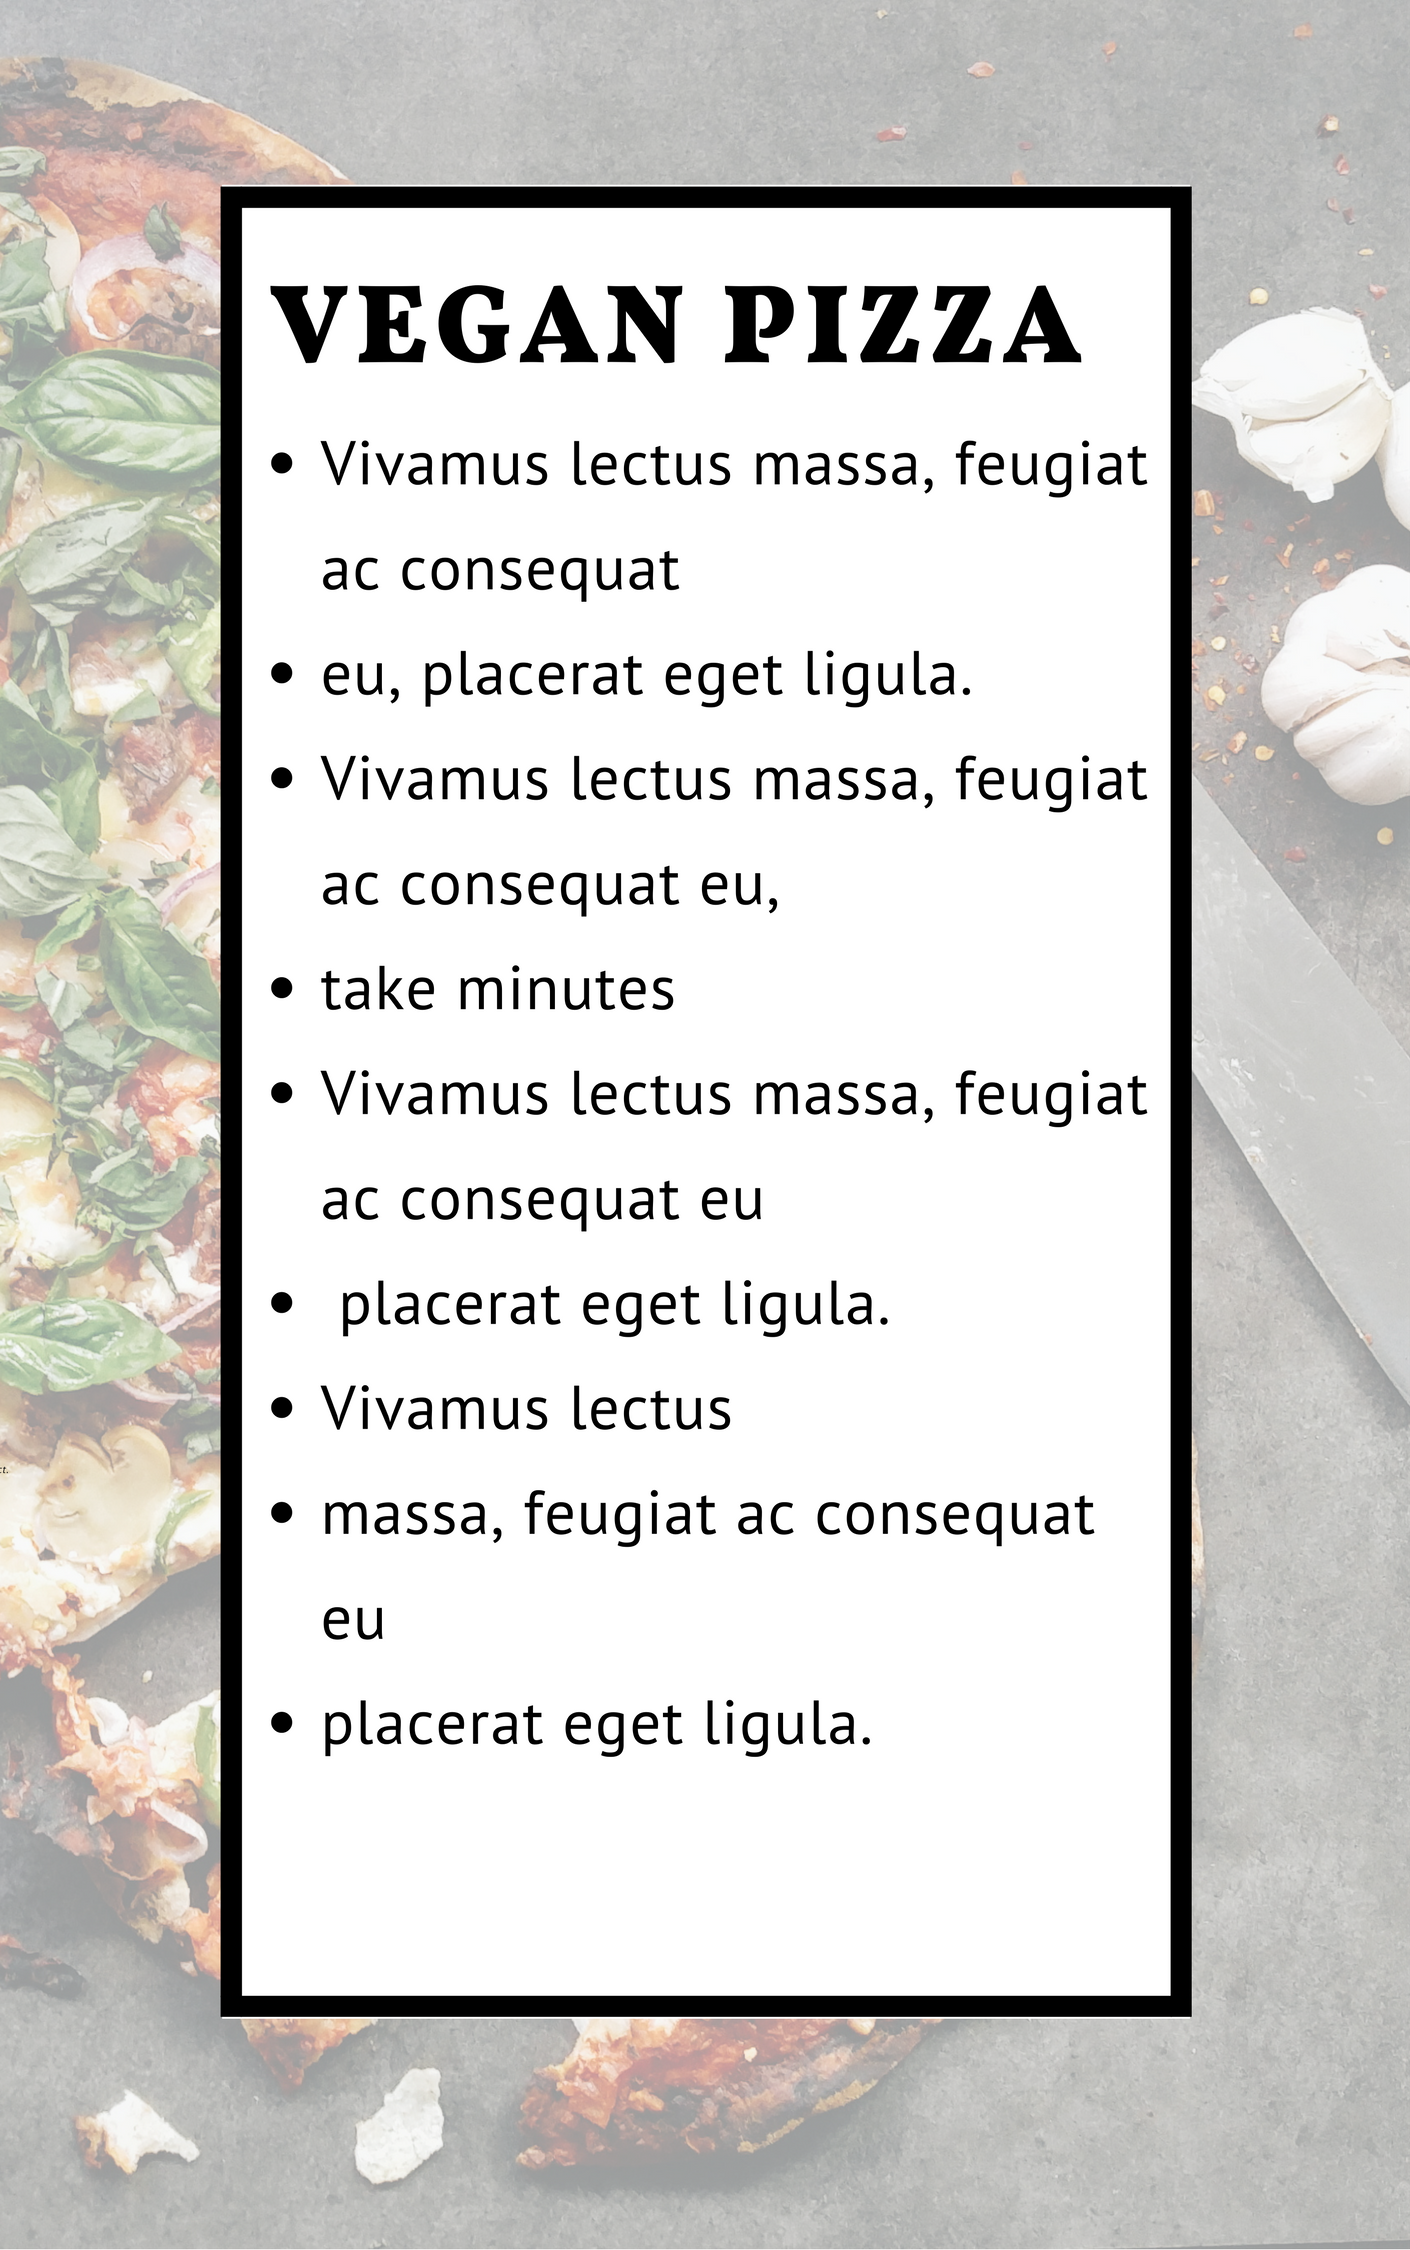 VEGAN PIZZA
• Vivamus lectus massa, feugiat
ac consequat
• eu, placerat eget ligula.
• Vivamus lectus massa, feugiat
ac consequat eu,
• take minutes
• Vivamus lectus massa, feugiat
ac consequat eu
• placerat eget ligula.
• Vivamus lectus
• massa, feugiat ac consequat
eu
• placerat eget ligula.